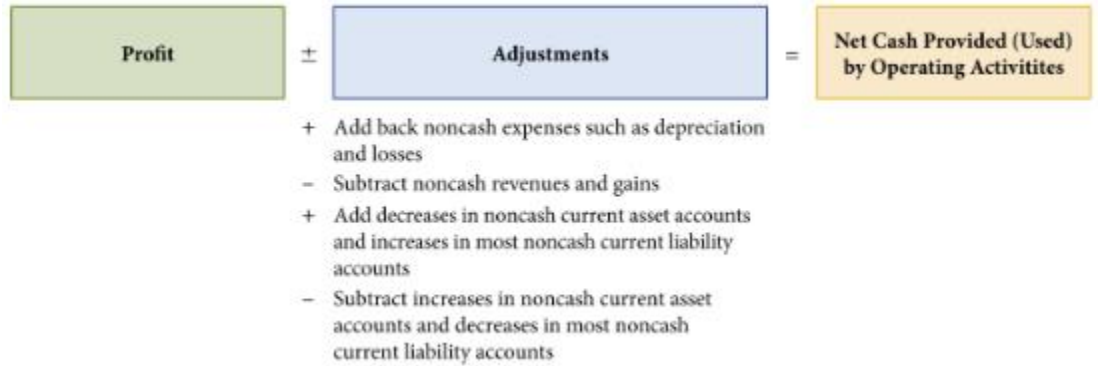 Profit ± Adjustments = Net Cash Provided (Used)
by Operating Activitites
+ Add back noncash expenses such as depreciation
and losses
– Subtract noncash revenues and gains
+ Add decreases in noncash current asset accounts
and increases in most noncash current liability
accounts
– Subtract increases in noncash current asset
accounts and decreases in most noncash
current liability accounts